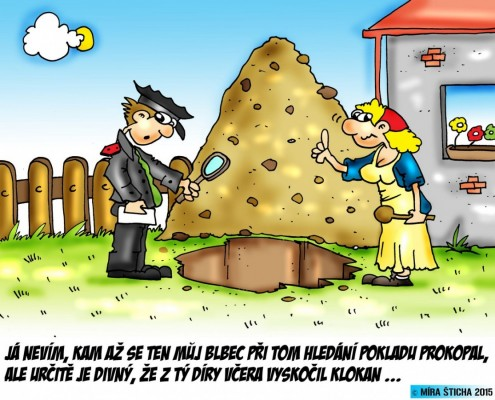 JÁ NEVÍM, KAM AŽ SE TEN MŮJ BLBEC PŘI TOM HLEDÁNÍ POKLADU PROKOPAL,
ALE URČITĚ JE DIVNÝ, ŽE Z TÝ DÍRY VČERA VYSKOČIL KLOKAN ...
© MÍRA ŠTICHA 2015